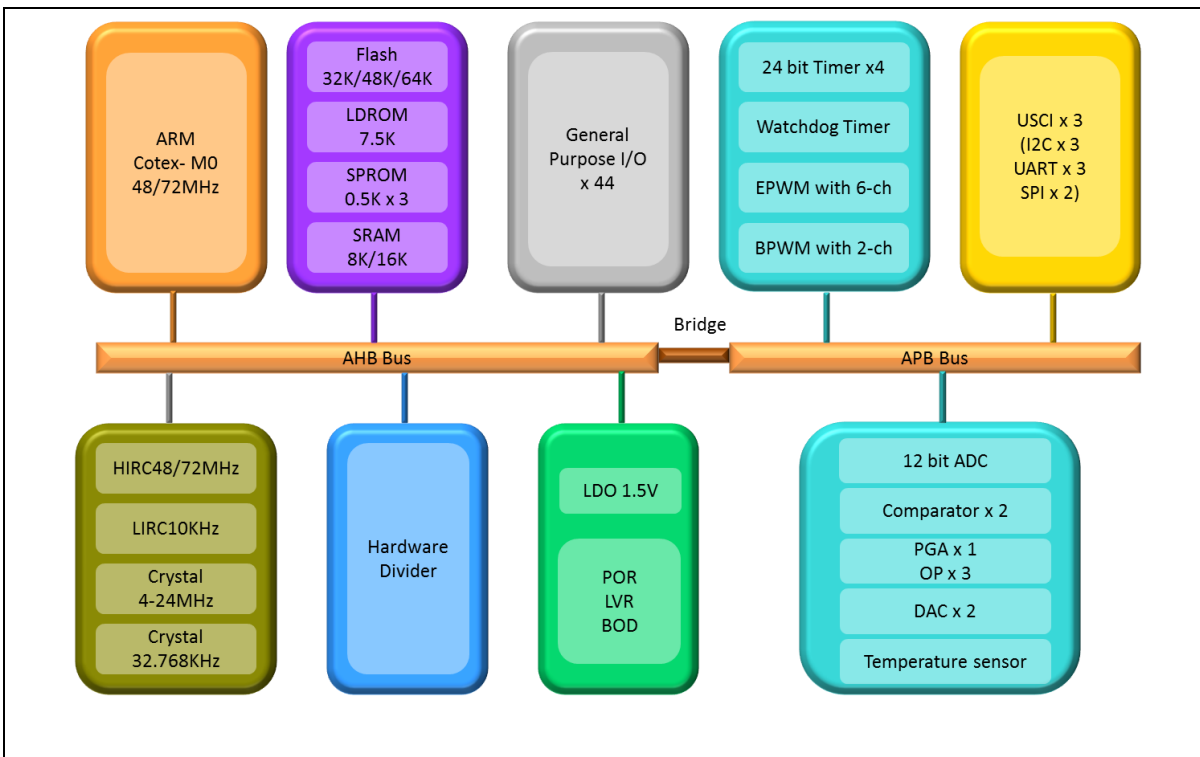 ARM
Cotex- M0
48/72MHz
Flash
32K/48K/64K
LDROM
7.5K
SPROM
0.5K x 3
SRAM
8K/16K
General
Purpose I/O
x 44
24 bit Timer x4
Watchdog Timer
EPWM with 6-ch
BPWM with 2-ch
USCI x 3
(I2C x 3
UART x 3
SPI x 2)
Bridge
AHB Bus
APB Bus
HIRC48/72MHz
LIRC10KHz
Crystal
4-24MHz
Crystal
32.768KHz
Hardware
Divider
LDO 1.5V
POR
LVR
BOD
12 bit ADC
Comparator x 2
PGA x 1
OP x 3
DAC x 2
Temperature sensor